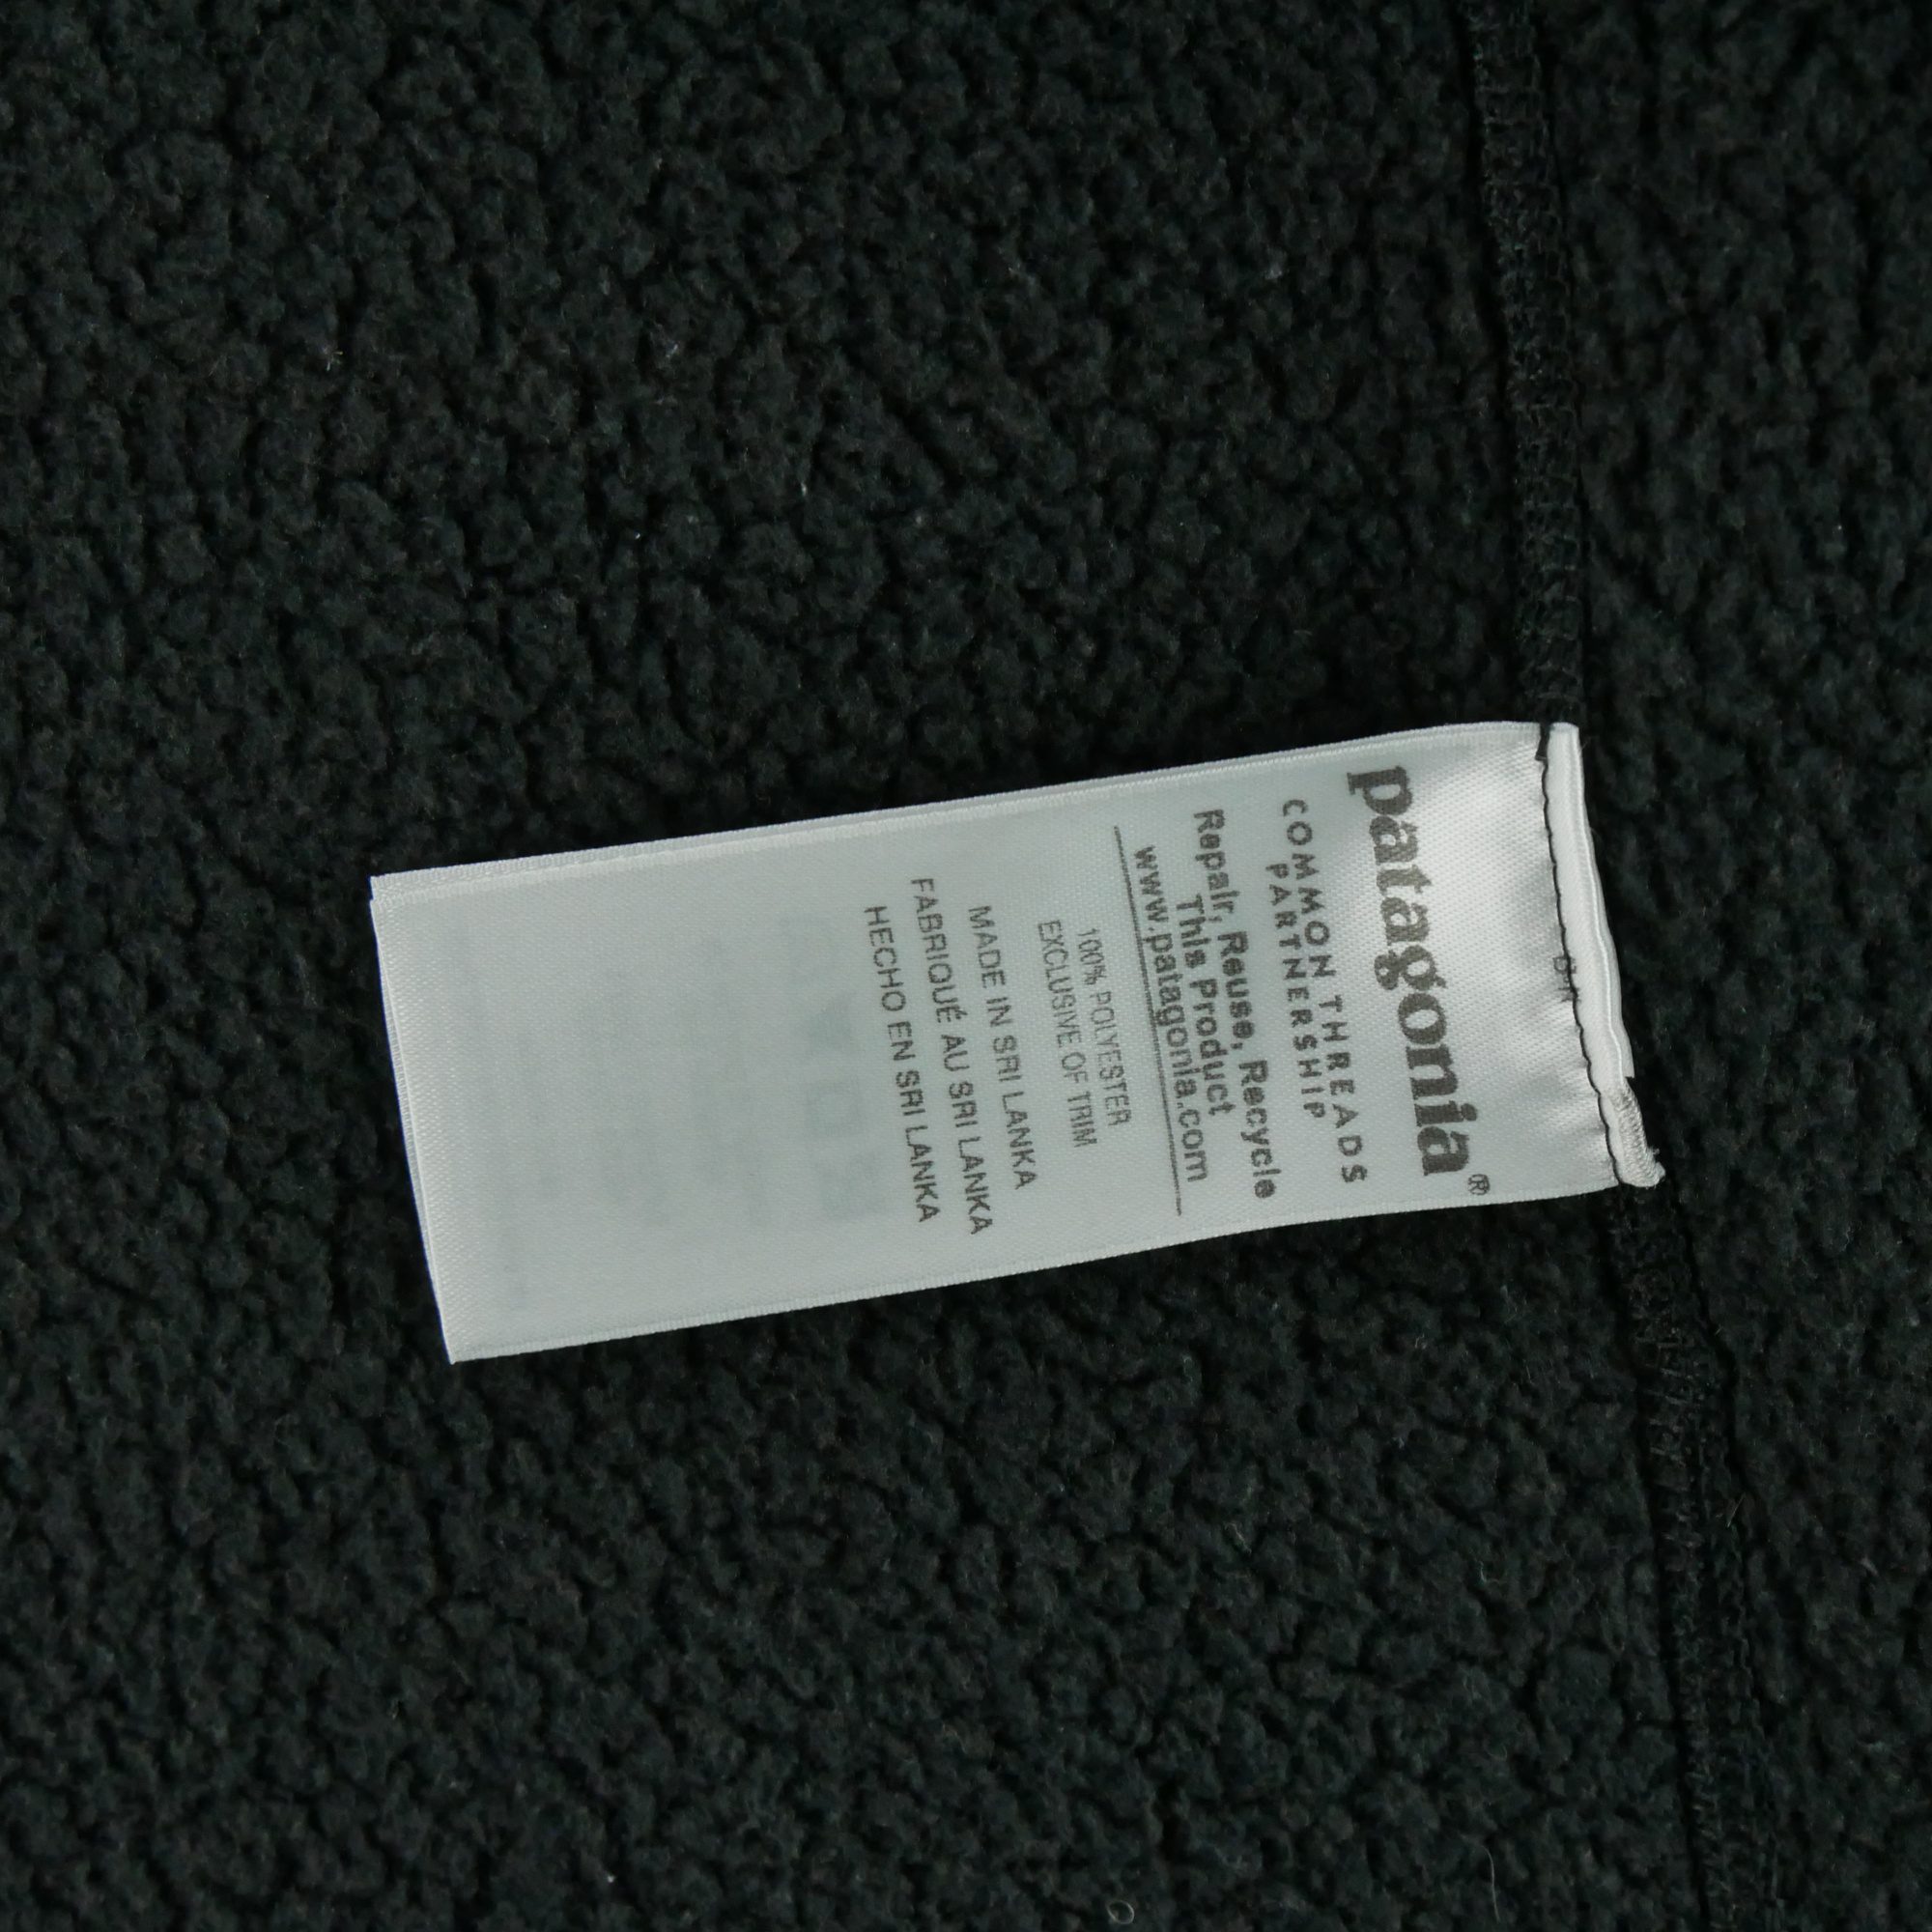 patagonia®
COMMON THREADS
PARTNERSHIP
Repair, Reuse, Recycle
This Product
www.patagonia.com
100% POLYESTER
EXCLUSIVE OF TRIM
MADE IN SRI LANKA
FABRIQUÉ AU SRI LANKA
HECHO EN SRI LANKA